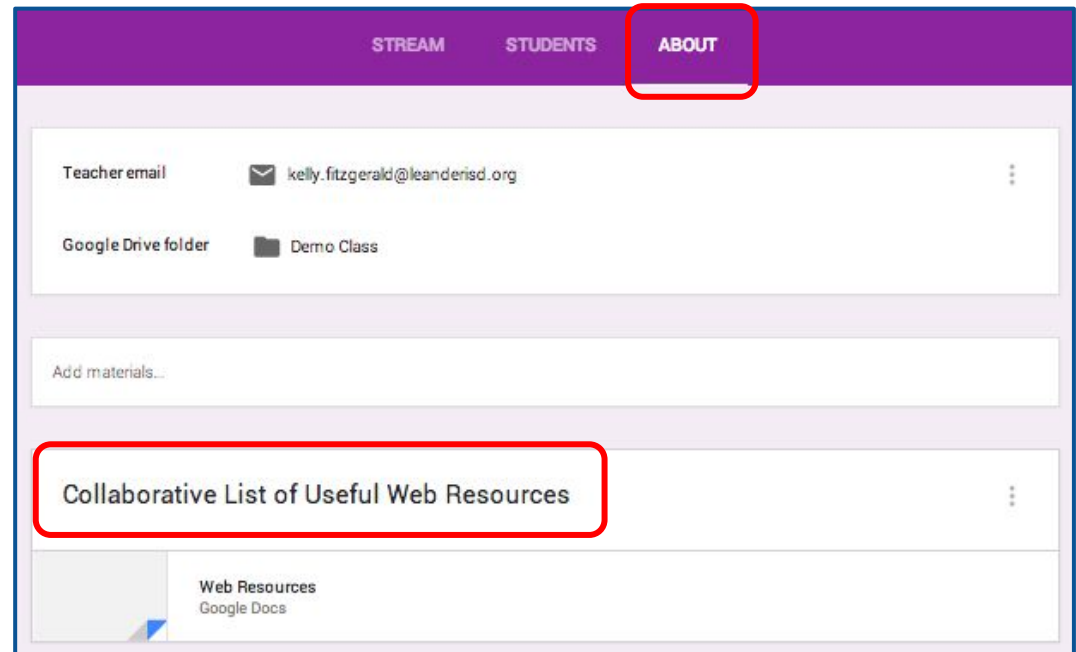 STREAM STUDENTS ABOUT
Teacher email kelly.fitzgerald@leanderisd.org
Google Drive folder Demo Class
Add materials...
Collaborative List of Useful Web Resources
Web Resources
Google Docs